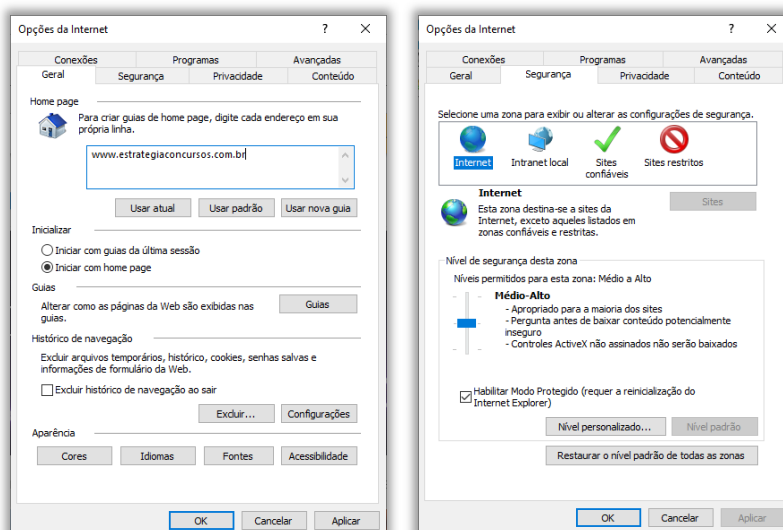 Opções da Internet
Conexões Programas Avançadas
Geral Segurança Privacidade Conteúdo
Home page
Para criar guias de home page, digite cada endereço em sua
própria linha.
www.estrategiaconcursos.com.br
Usar atual Usar padrão Usar nova guia
Inicializar
Iniciar com guias da última sessão
Iniciar com home page
Guias
Alterar como as páginas da Web são exibidas nas
guias.
Guias
Histórico de navegação
Excluir arquivos temporários, histórico, cookies, senhas salvas e
informações de formulário da Web.
Excluir histórico de navegação ao sair
Excluir... Configurações
Aparência
Cores Idiomas Fontes Acessibilidade
OK Cancelar Aplicar
Opções da Internet
Conexões Programas Avançadas
Geral Segurança Privacidade Conteúdo
Selecione uma zona para exibir ou alterar as configurações de segurança.
Internet Intranet local Sites confiáveis Sites restritos
Internet
Esta zona destina-se a sites da
Internet, exceto aqueles listados em
zonas confiáveis e restritas.
Sites
Nível de segurança desta zona
Níveis permitidos para esta zona: Médio a Alto
Médio-Alto
- Apropriado para a maioria dos sites
- Pergunta antes de baixar conteúdo potencialmente
inseguro
- Controles ActiveX não assinados não serão baixados
Habilitar Modo Protegido (requer a reinicialização do
Internet Explorer)
Nível personalizado... Nível padrão
Restaurar o nível padrão de todas as zonas
OK Cancelar Aplicar